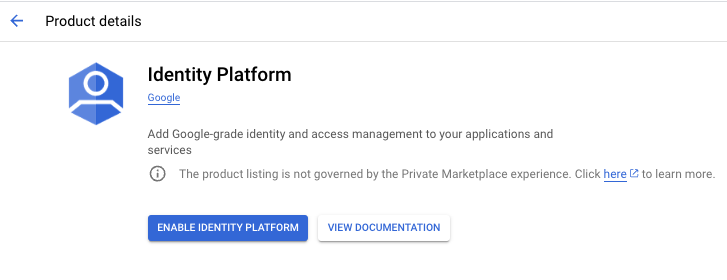 Product details
Identity Platform
Google
Add Google-grade identity and access management to your applications and
services
The product listing is not governed by the Private Marketplace experience. Click here to learn more.
ENABLE IDENTITY PLATFORM
VIEW DOCUMENTATION